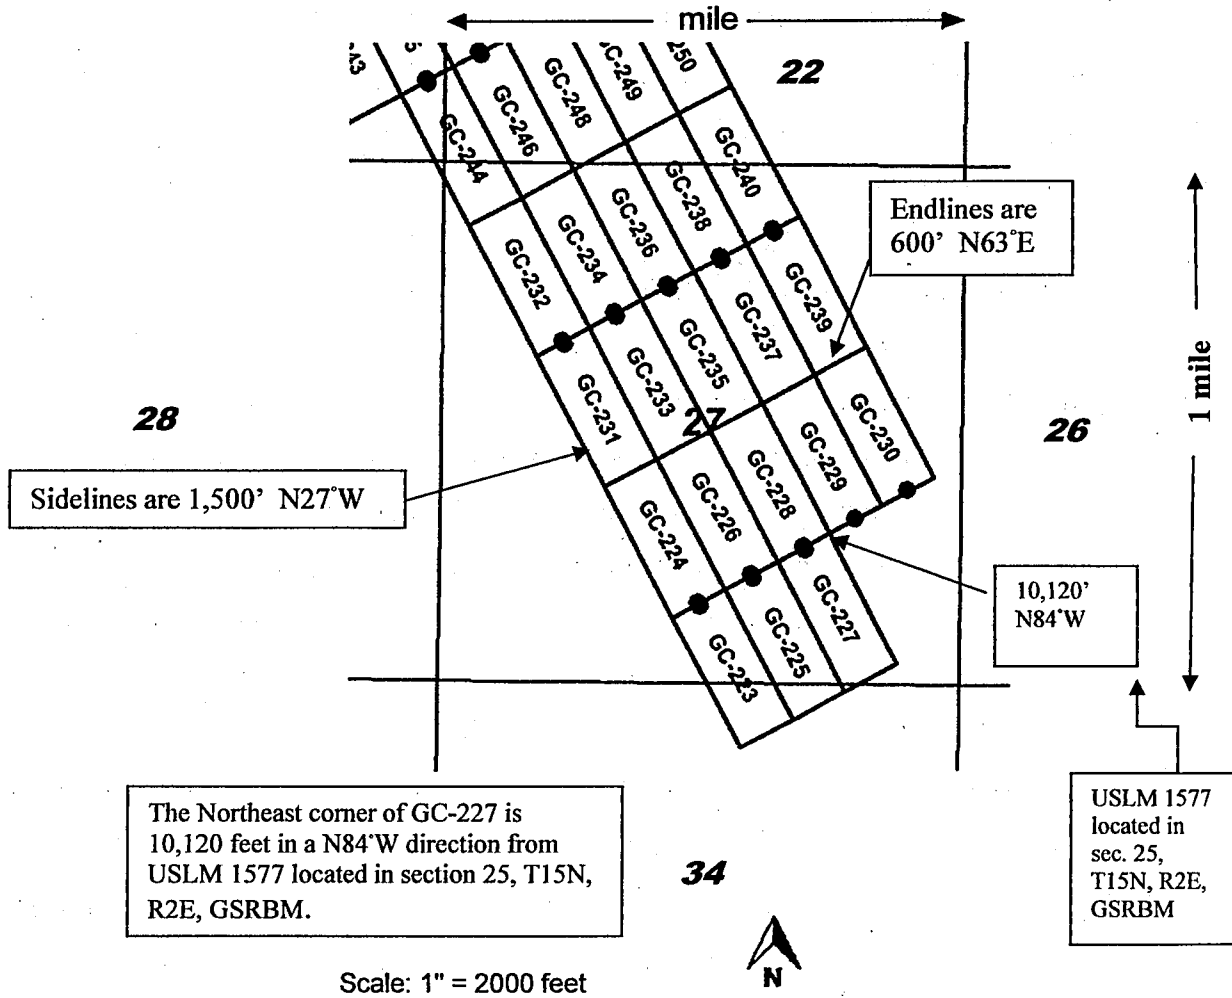 mile
43
250
GC-249
22
GC-248
GC-246
GC-244
GC-240
GC-238
GC-236
GC-234
GC-232
Endlines are
600' N63°E
GC-239
GC-237
GC-235
GC-233
GC-231
1 mile
28
27
26
GC-230
GC-229
GC-228
GC-226
GC-224
Sidelines are 1,500' N27°W
10,120'
N84°W
GC-227
GC-225
GC-223
The Northeast corner of GC-227 is
10,120 feet in a N84°W direction from
USLM 1577 located in section 25, T15N,
R2E, GSRBM.
USLM 1577
located in
sec. 25,
T15N, R2E,
GSRBM
34
N
Scale: 1" = 2000 feet